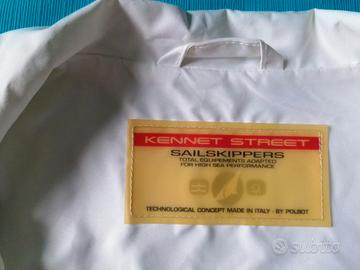 KENNET STREET
SAILSKIPPERS
TOTAL EQUIPEMENTS ADAPTED
FOR HIGH SEA PERFORMANCE
TECHNOLOGICAL CONCEPT MADE IN ITALY - BY POLBOT
subito